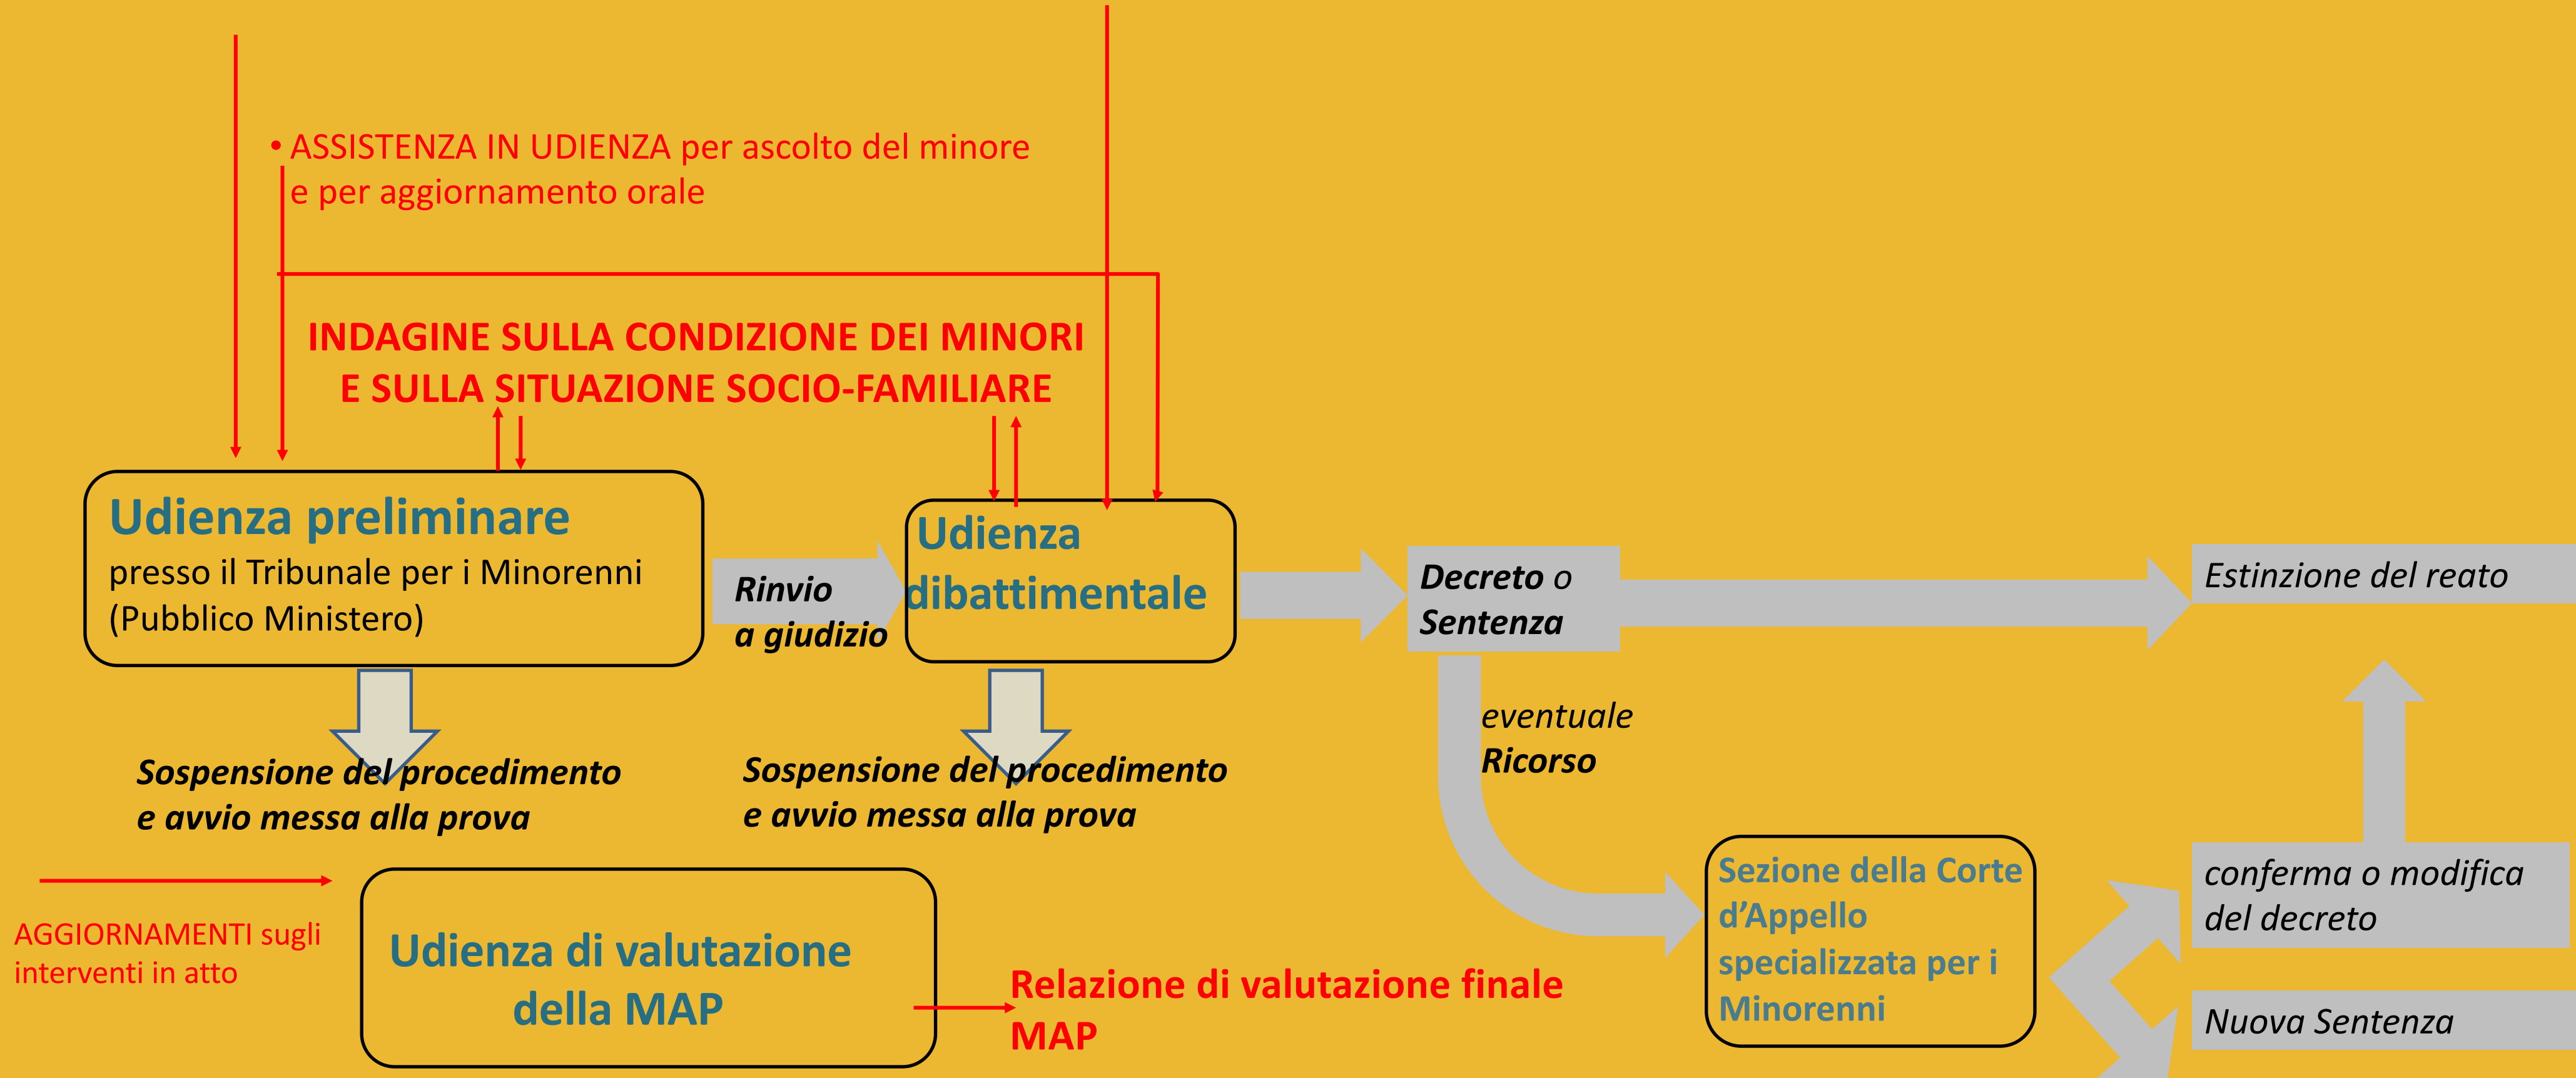 • ASSISTENZA IN UDIENZA per ascolto del minore
e per aggiornamento orale
INDAGINE SULLA CONDIZIONE DEI MINORI
E SULLA SITUAZIONE SOCIO-FAMILIARE
Udienza preliminare
presso il Tribunale per i Minorenni
(Pubblico Ministero)
Rinvio
a giudizio
Udienza
dibattimentale
Decreto o
Sentenza
Estinzione del reato
eventuale
Ricorso
Sospensione del procedimento
e avvio messa alla prova
Sospensione del procedimento
e avvio messa alla prova
AGGIORNAMENTI sugli
interventi in atto
Udienza di valutazione
della MAP
Relazione di valutazione finale
MAP
Sezione della Corte
d’Appello
specializzata per i
Minorenni
conferma o modifica
del decreto
Nuova Sentenza